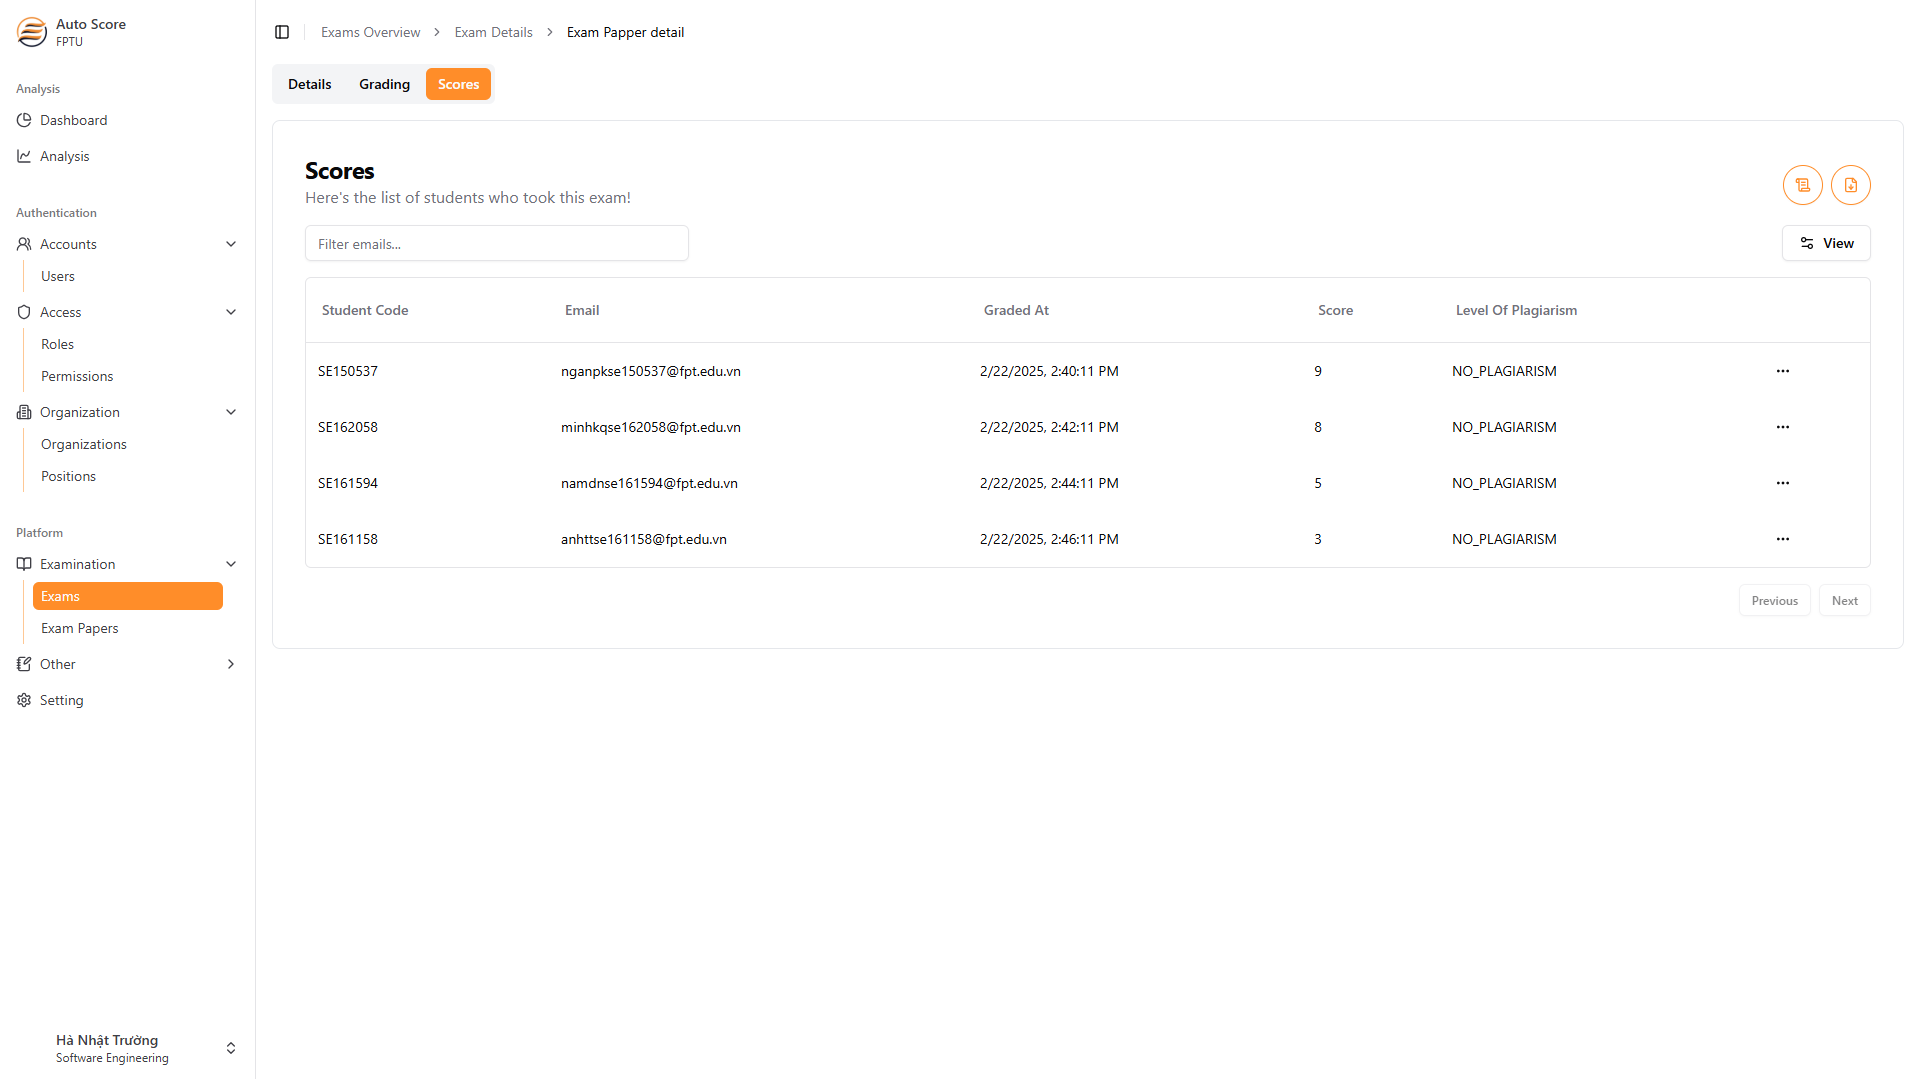 Auto Score
FPTU
Analysis
Dashboard
Analysis
Authentication
Accounts
Users
Access
Roles
Permissions
Organization
Organizations
Positions
Platform
Examination
Exams
Exam Papers
Other
Setting
Hà Nhật Trường
Software Engineering
Exams Overview > Exam Details > Exam Papper detail
Details Grading Scores
Scores
Here's the list of students who took this exam!
Filter emails...
View
Student Code Email Graded At Score Level Of Plagiarism
SE150537 nganpkse150537@fpt.edu.vn 2/22/2025, 2:40:11 PM 9 NO_PLAGIARISM ...
SE162058 minhkqse162058@fpt.edu.vn 2/22/2025, 2:42:11 PM 8 NO_PLAGIARISM ...
SE161594 namdnse161594@fpt.edu.vn 2/22/2025, 2:44:11 PM 5 NO_PLAGIARISM ...
SE161158 anhttse161158@fpt.edu.vn 2/22/2025, 2:46:11 PM 3 NO_PLAGIARISM ...
Previous Next